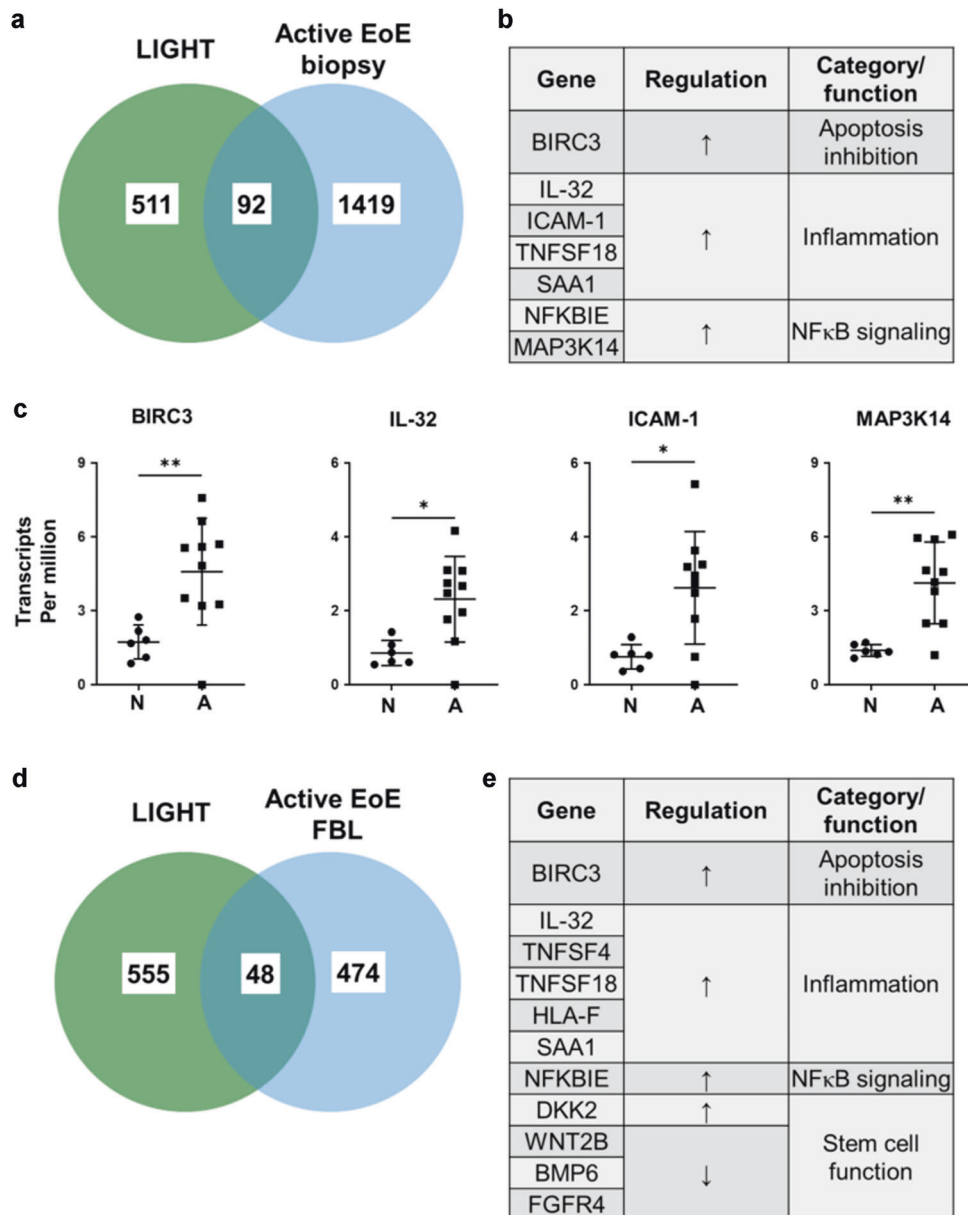 a
LIGHT
Active EoE
biopsy
511
92
1419
b
Gene Regulation Category/
function
BIRC3 ↑ Apoptosis
inhibition
IL-32
ICAM-1
TNFSF18
SAA1
↑ Inflammation
NFKBIE
MAP3K14
↑ NFκB signaling
c
Transcripts
Per million
BIRC3
9
6
3
0
**
N A
IL-32
6
4
2
0
*
N A
ICAM-1
6
4
2
0
*
N A
MAP3K14
9
6
3
0
**
N A
d
LIGHT
Active EoE
FBL
555
48
474
e
Gene Regulation Category/
function
BIRC3 ↑ Apoptosis
inhibition
IL-32
TNFSF4
TNFSF18
HLA-F
SAA1
↑ Inflammation
NFKBIE ↑ NFκB signaling
DKK2 ↑
WNT2B
BMP6
FGFR4
↓
Stem cell
function